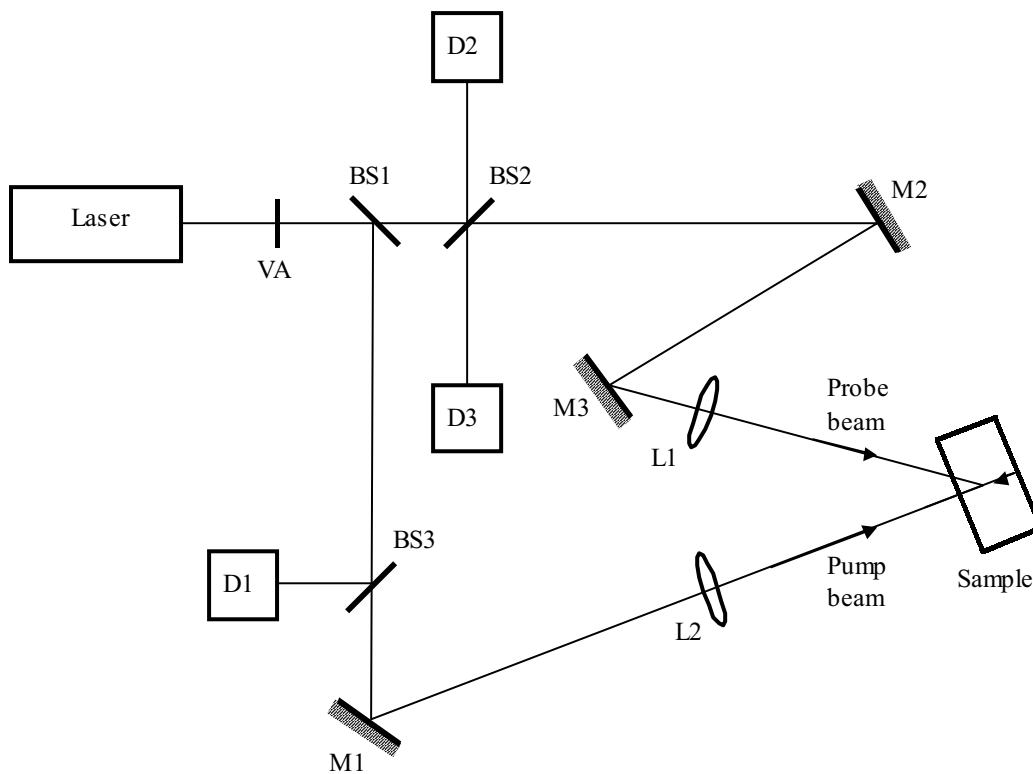 D2
BS1
BS2
M2
Laser
VA
M3
D3
L1
Probe
beam
BS3
D1
Pump
beam
Sample
L2
M1